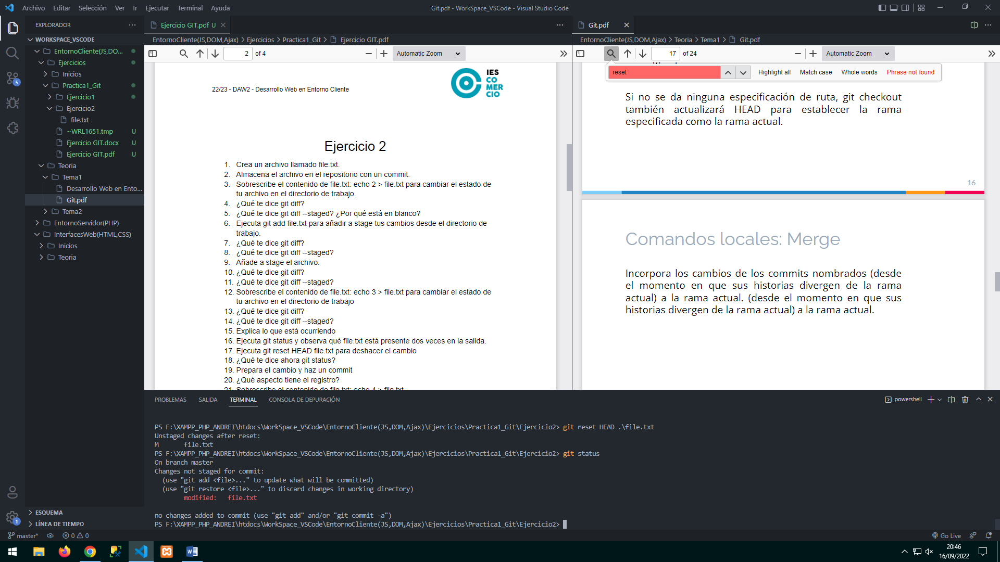 Archivo Editar Selección Ver Ir Ejecutar Terminal Ayuda
Git.pdf - WorkSpace_VSCode - Visual Studio Code
EXPLORADOR
WORKSPACE_VSCODE
EntornoCliente(JS,DO...
Ejercicios
Inicios
Practica1_Git
Ejercicio1
Ejercicio2
file.txt
~WRL1651.tmp U
Ejercicio GIT.docx U
Ejercicio GIT.pdf U
Teoria
Tema1
Desarrollo Web en Ento...
Git.pdf
Tema2
EntornoServidor(PHP)
InterfacesWeb(HTML,CSS)
Inicios
Teoria
ESQUEMA
LÍNEA DE TIEMPO
Ejercicio GIT.pdf U
EntornoCliente(JS,DOM,Ajax) > Ejercicios > Practica1_Git > Ejercicio GIT.pdf
2 of 4
Automatic Zoom
22/23 - DAW2 - Desarrollo Web en Entorno Cliente
IES
CO
MER
CIO
Ejercicio 2
1. Crea un archivo llamado file.txt.
2. Almacena el archivo en el repositorio con un commit.
3. Sobrescribe el contenido de file.txt: echo 2 > file.txt para cambiar el estado de
tu archivo en el directorio de trabajo.
4. ¿Qué te dice git diff?
5. ¿Qué te dice git diff --staged? ¿Por qué está en blanco?
6. Ejecuta git add file.txt para añadir a stage tus cambios desde el directorio de
trabajo.
7. ¿Qué te dice git diff?
8. ¿Qué te dice git diff --staged?
9. Añade a stage el archivo.
10. ¿Qué te dice git diff?
11. ¿Qué te dice git diff --staged?
12. Sobrescribe el contenido de file.txt: echo 3 > file.txt para cambiar el estado de
tu archivo en el directorio de trabajo
13. ¿Qué te dice git diff?
14. ¿Qué te dice git diff --staged?
15. Explica lo que está ocurriendo
16. Ejecuta git status y observa qué file.txt está presente dos veces en la salida.
17. Ejecuta git reset HEAD file.txt para deshacer el cambio
18. ¿Qué te dice ahora git status?
19. Prepara el cambio y haz un commit
20. ¿Qué aspecto tiene el registro?
21. Sobrescribe el contenido de file.txt: echo 4 > file.txt
Git.pdf
EntornoCliente(JS,DOM,Ajax) > Teoria > Tema1 > Git.pdf
17 of 24
Automatic Zoom
reset
Highlight all Match case Whole words Phrase not found
Si no se da ninguna especificación de ruta, git checkout
también actualizará HEAD para establecer la rama
especificada como la rama actual.
16
Comandos locales: Merge
Incorpora los cambios de los commits nombrados (desde
el momento en que sus historias divergen de la rama
actual) a la rama actual. (desde el momento en que sus
historias divergen de la rama actual) a la rama actual.
PROBLEMAS SALIDA TERMINAL CONSOLA DE DEPURACIÓN
powershell
PS F:\XAMPP_PHP_ANDREI\htdocs\WorkSpace_VSCode\EntornoCliente(JS,DOM,Ajax)\Ejercicios\Practica1_Git\Ejercicio2> git reset HEAD .\file.txt
Unstaged changes after reset:
M file.txt
PS F:\XAMPP_PHP_ANDREI\htdocs\WorkSpace_VSCode\EntornoCliente(JS,DOM,Ajax)\Ejercicios\Practica1_Git\Ejercicio2> git status
On branch master
Changes not staged for commit:
(use "git add <file>..." to update what will be committed)
(use "git restore <file>..." to discard changes in working directory)
modified: file.txt
no changes added to commit (use "git add" and/or "git commit -a")
PS F:\XAMPP_PHP_ANDREI\htdocs\WorkSpace_VSCode\EntornoCliente(JS,DOM,Ajax)\Ejercicios\Practica1_Git\Ejercicio2>
5
1
master* 0 0
Go Live
20:46
16/09/2022